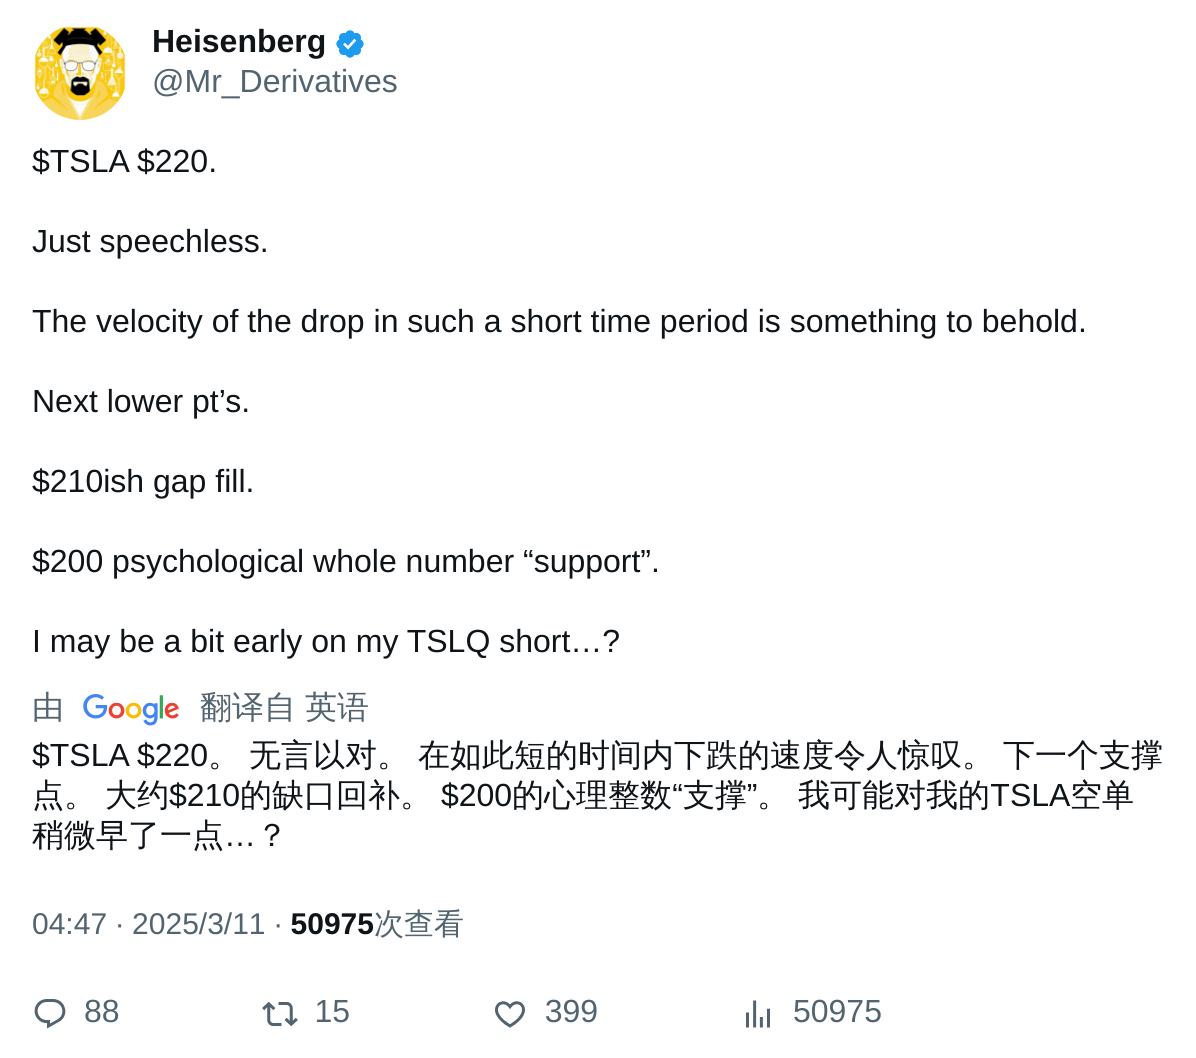 Heisenberg
@Mr_Derivatives
$TSLA $220.
Just speechless.
The velocity of the drop in such a short time period is something to behold.
Next lower pt’s.
$210ish gap fill.
$200 psychological whole number “support”.
I may be a bit early on my TSLQ short…?
由 Google 翻译自 英语
$TSLA $220。 无言以对。 在如此短的时间内下跌的速度令人惊叹。 下一个支撑
点。 大约$210的缺口回补。 $200的心理整数“支撑”。 我可能对我的TSLA空单
稍微早了一点…？
04:47 · 2025/3/11 · 50975次查看
88 15 399 50975